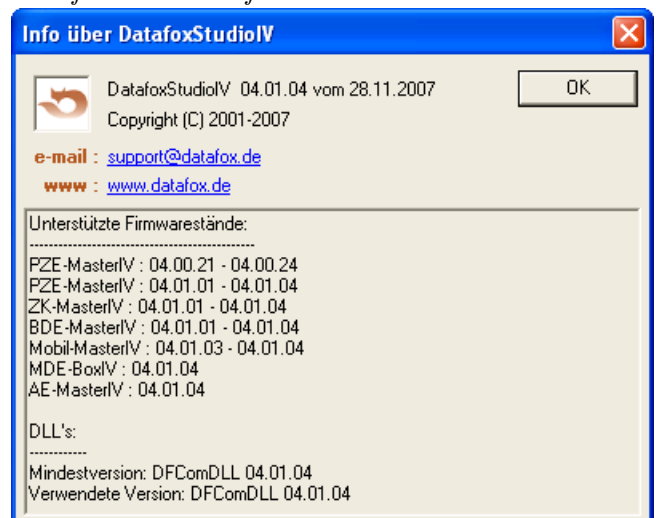 Info über DatafoxStudioIV
DatafoxStudioIV 04.01.04 vom 28.11.2007
OK
Copyright (C) 2001-2007
e-mail : support@datafox.de
www : www.datafox.de
Unterstützte Firmwarestände:
----------------------------------------------
PZE-MasterIV : 04.00.21 - 04.00.24
PZE-MasterIV : 04.01.01 - 04.01.04
ZK-MasterIV : 04.01.01 - 04.01.04
BDE-MasterIV : 04.01.01 - 04.01.04
Mobil-MasterIV : 04.01.03 - 04.01.04
MDE-BoxIV : 04.01.04
AE-MasterIV : 04.01.04
DLL's:
------------
Mindestversion: DFComDLL 04.01.04
Verwendete Version: DFComDLL 04.01.04